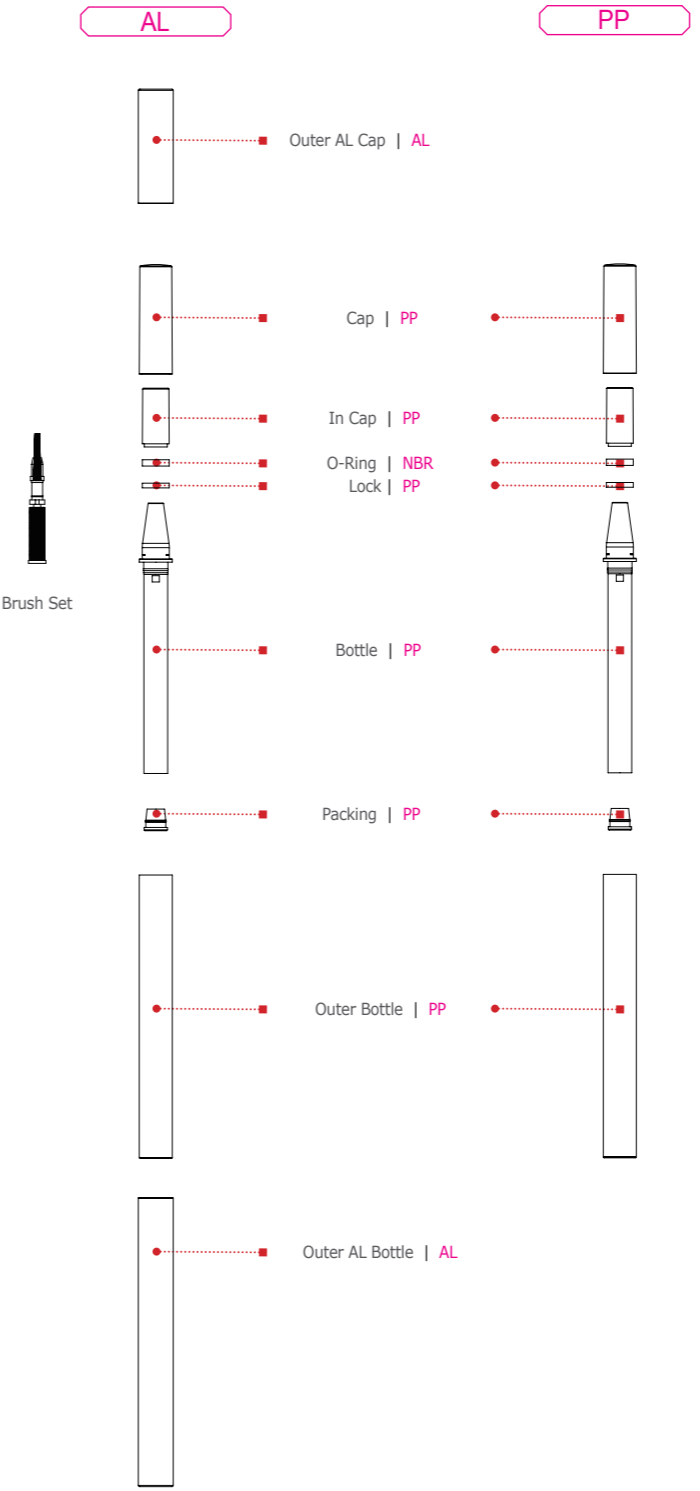 AL PP
Outer AL Cap | AL
Cap | PP
In Cap | PP
O-Ring | NBR
Lock | PP
Brush Set
Bottle | PP
Packing | PP
Outer Bottle | PP
Outer AL Bottle | AL